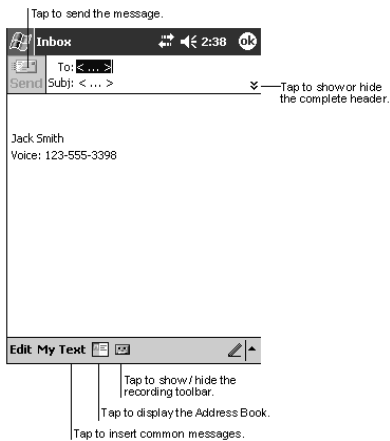 Tap to send the message.
Inbox 2:38 ok
To: < ... >
Send Subj: < ... >
Tap to show or hide
the complete header.
Jack Smith
Voice: 123-555-3398
Edit My Text
Tap to show / hide the
recording toolbar.
Tap to display the Address Book.
Tap to insert common messages.